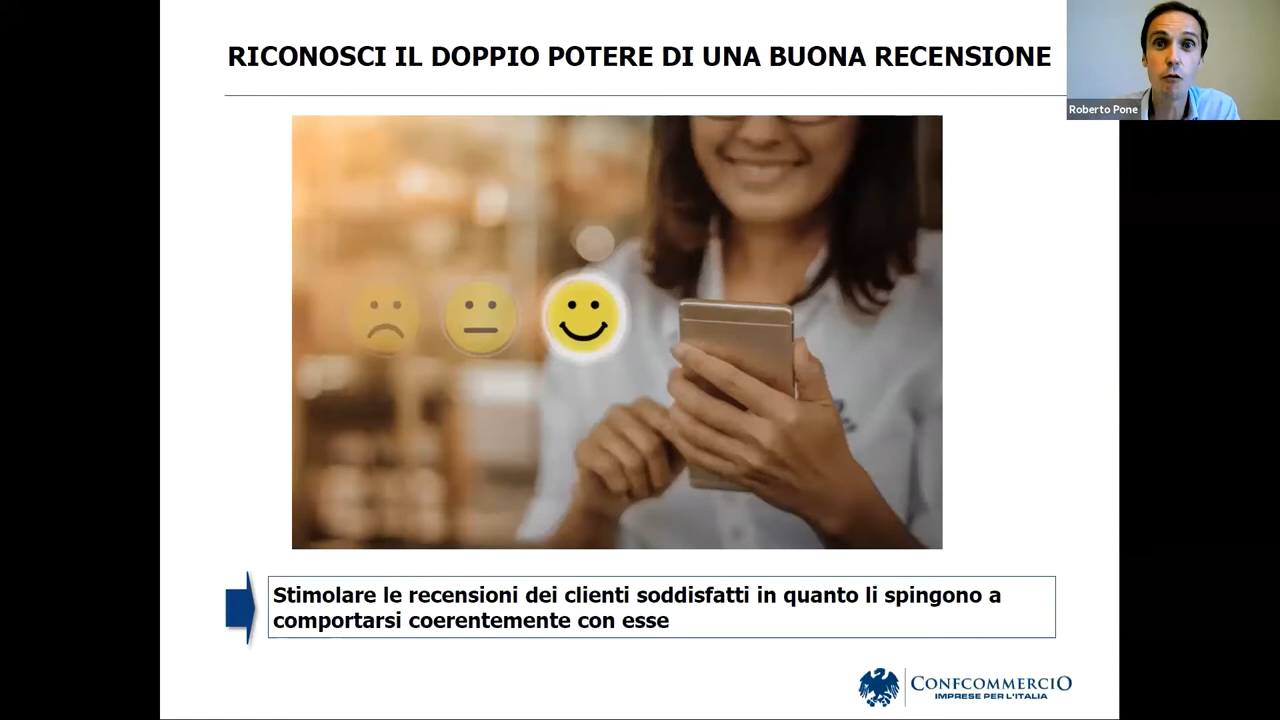 RICONOSCI IL DOPPIO POTERE DI UNA BUONA RECENSIONE
Roberto Pone
Stimolare le recensioni dei clienti soddisfatti in quanto li spingono a
comportarsi coerentemente con esse
CONFCOMMERCIO
IMPRESE PER L'ITALIA